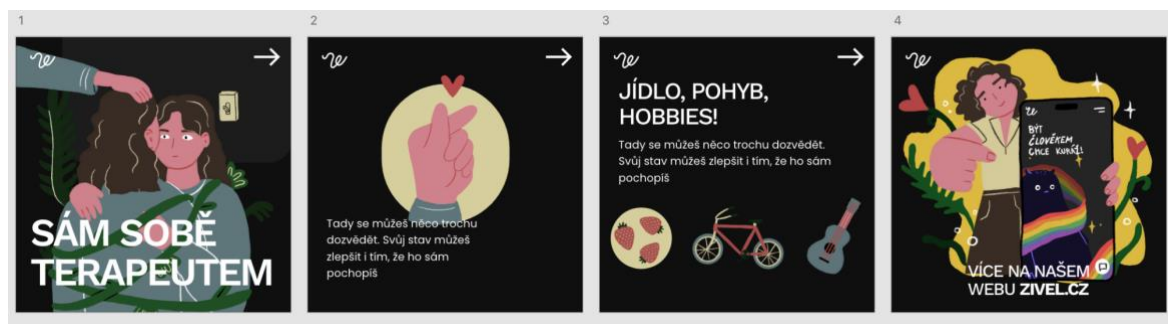 1
2
3
4
SÁM SOBĚ
TERAPEUTEM
Tady se můžeš něco trochu
dozvědět. Svůj stav můžeš
zlepšit i tím, že ho sám
pochopíš
JÍDLO, POHYB,
HOBBIES!
Tady se můžeš něco trochu dozvědět.
Svůj stav můžeš zlepšit i tím, že ho sám
pochopíš
BÝT
ČLOVĚKEM
CHCE KURÁŽ!
VÍCE NA NAŠEM
WEBU ZIVEL.CZ